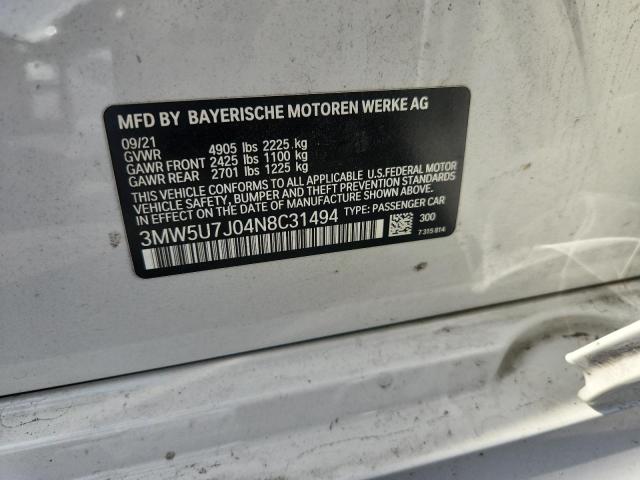 MFD BY BAYERISCHE MOTOREN WERKE AG
09/21
GVWR 4905 lbs 2225 kg
GAWR FRONT 2425 lbs 1100 kg
GAWR REAR 2701 lbs 1225 kg
THIS VEHICLE CONFORMS TO ALL APPLICABLE U.S.FEDERAL MOTOR
VEHICLE SAFETY, BUMPER, AND THEFT PREVENTION STANDARDS
IN EFFECT ON THE DATE OF MANUFACTURE SHOWN ABOVE.
3MW5U7J04N8C31494 TYPE: PASSENGER CAR
300
7 315 814